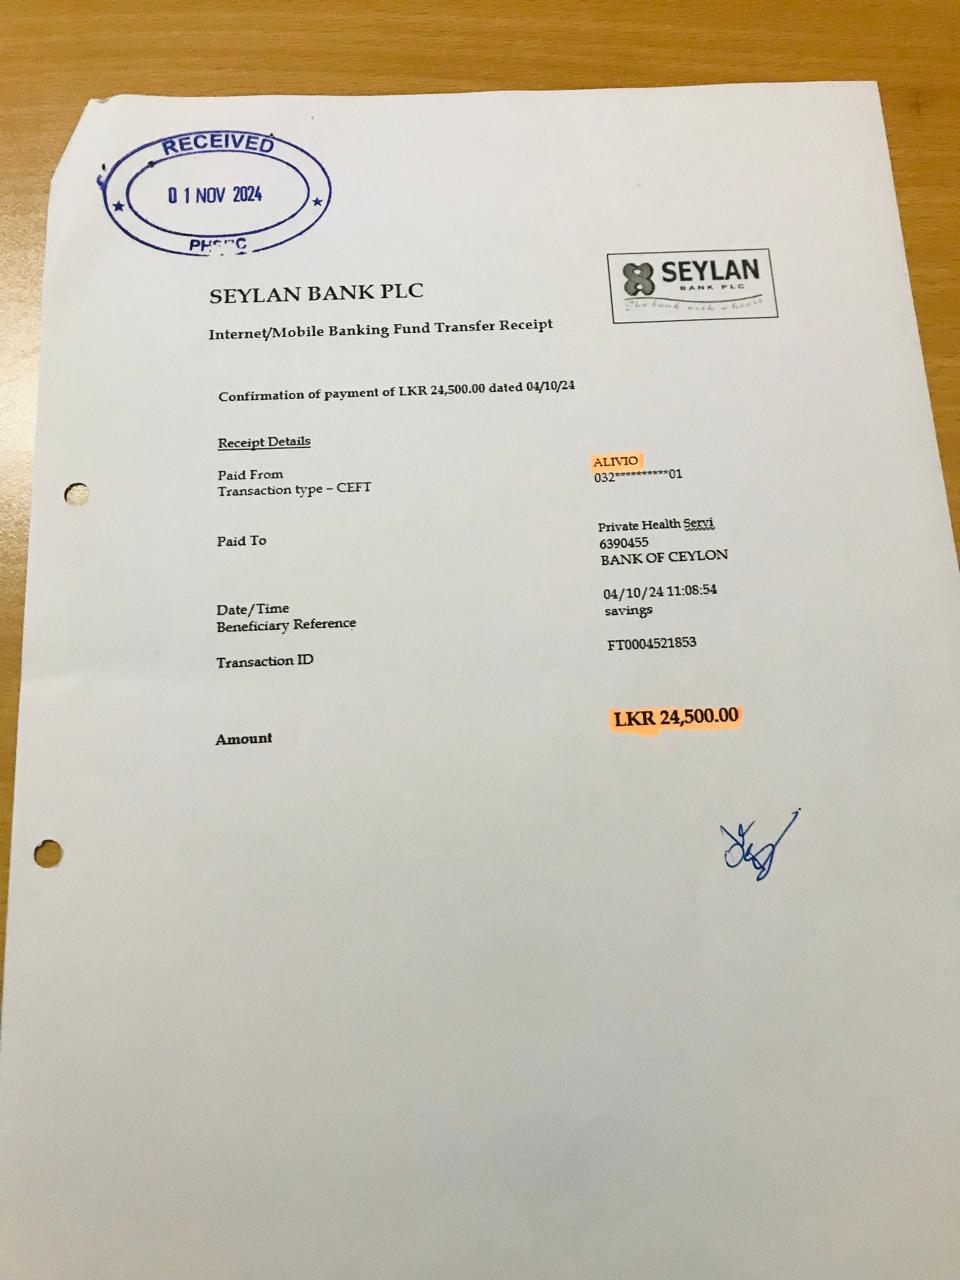 RECEIVED
01 NOV 2024
SEYLAN BANK PLC
SEYLAN
BANK PLC
The bank with a heart
Internet/Mobile Banking Fund Transfer Receipt
Confirmation of payment of LKR 24,500.00 dated 04/10/24
Receipt Details
Paid From ALIVIO
Transaction type – CEFT 032**********01
Paid To Private Health Servi
6390455
BANK OF CEYLON
Date/Time 04/10/24 11:08:54
Beneficiary Reference savings
Transaction ID FT0004521853
Amount LKR 24,500.00